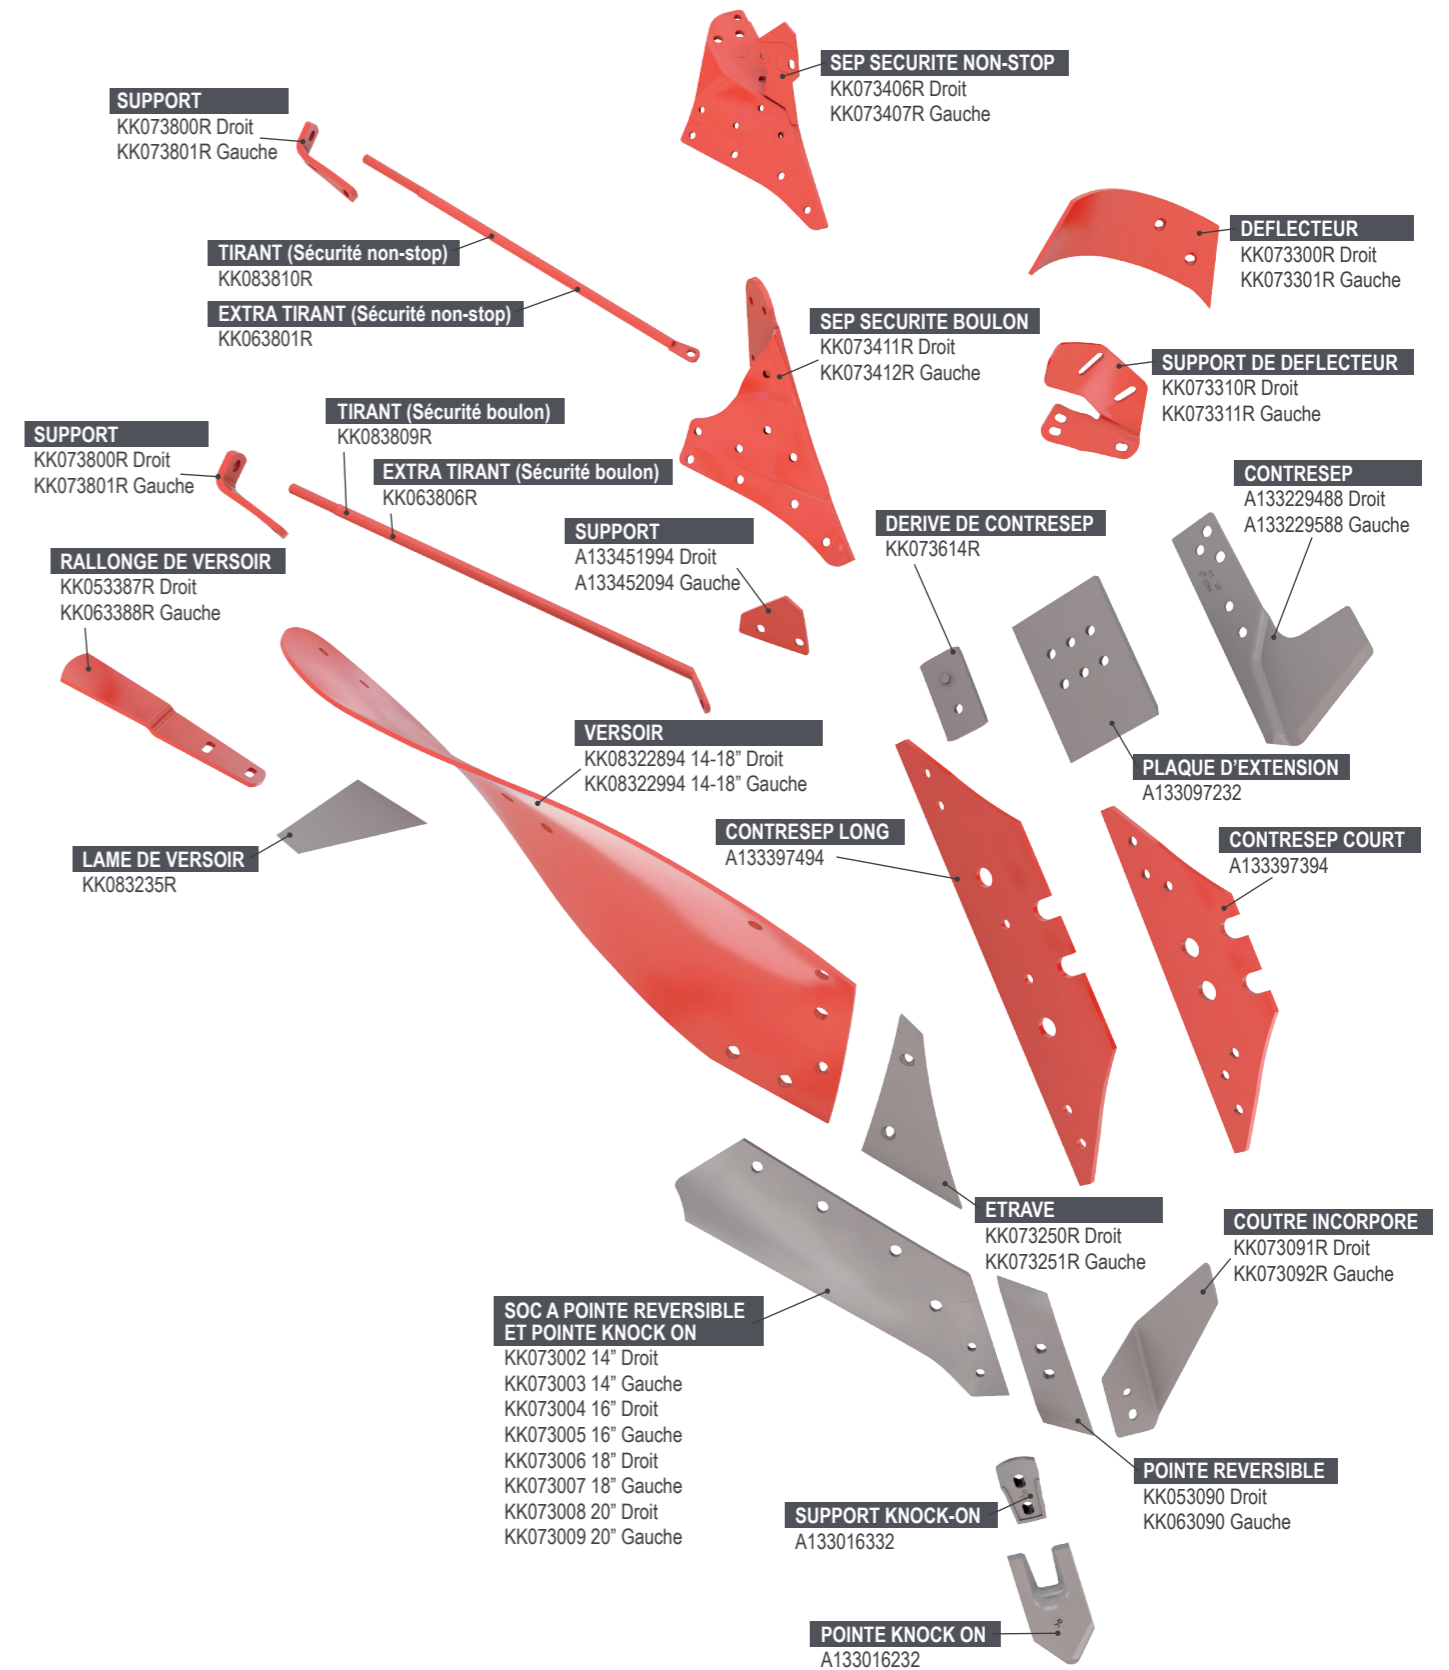 SEP SECURITE NON-STOP
KK073406R Droit
KK073407R Gauche
SUPPORT
KK073800R Droit
KK073801R Gauche
TIRANT (Sécurité non-stop)
KK083810R
EXTRA TIRANT (Sécurité non-stop)
KK063801R
DEFLECTEUR
KK073300R Droit
KK073301R Gauche
SEP SECURITE BOULON
KK073411R Droit
KK073412R Gauche
SUPPORT DE DEFLECTEUR
KK073310R Droit
KK073311R Gauche
TIRANT (Sécurité boulon)
KK083809R
SUPPORT
KK073800R Droit
KK073801R Gauche
EXTRA TIRANT (Sécurité boulon)
KK063806R
CONTRESEP
A133229488 Droit
A133229588 Gauche
SUPPORT
A133451994 Droit
A133452094 Gauche
DERIVE DE CONTRESEP
KK073614R
RALLONGE DE VERSOIR
KK053387R Droit
KK063388R Gauche
VERSOIR
KK08322894 14-18” Droit
KK08322994 14-18” Gauche
PLAQUE D’EXTENSION
A133097232
CONTRESEP LONG
A133397494
CONTRESEP COURT
A133397394
LAME DE VERSOIR
KK083235R
ETRAVE
KK073250R Droit
KK073251R Gauche
COUTRE INCORPORE
KK073091R Droit
KK073092R Gauche
SOC A POINTE REVERSIBLE
ET POINTE KNOCK ON
KK073002 14” Droit
KK073003 14” Gauche
KK073004 16” Droit
KK073005 16” Gauche
KK073006 18” Droit
KK073007 18” Gauche
KK073008 20” Droit
KK073009 20” Gauche
POINTE REVERSIBLE
KK053090 Droit
KK063090 Gauche
SUPPORT KNOCK-ON
A133016332
POINTE KNOCK ON
A133016232